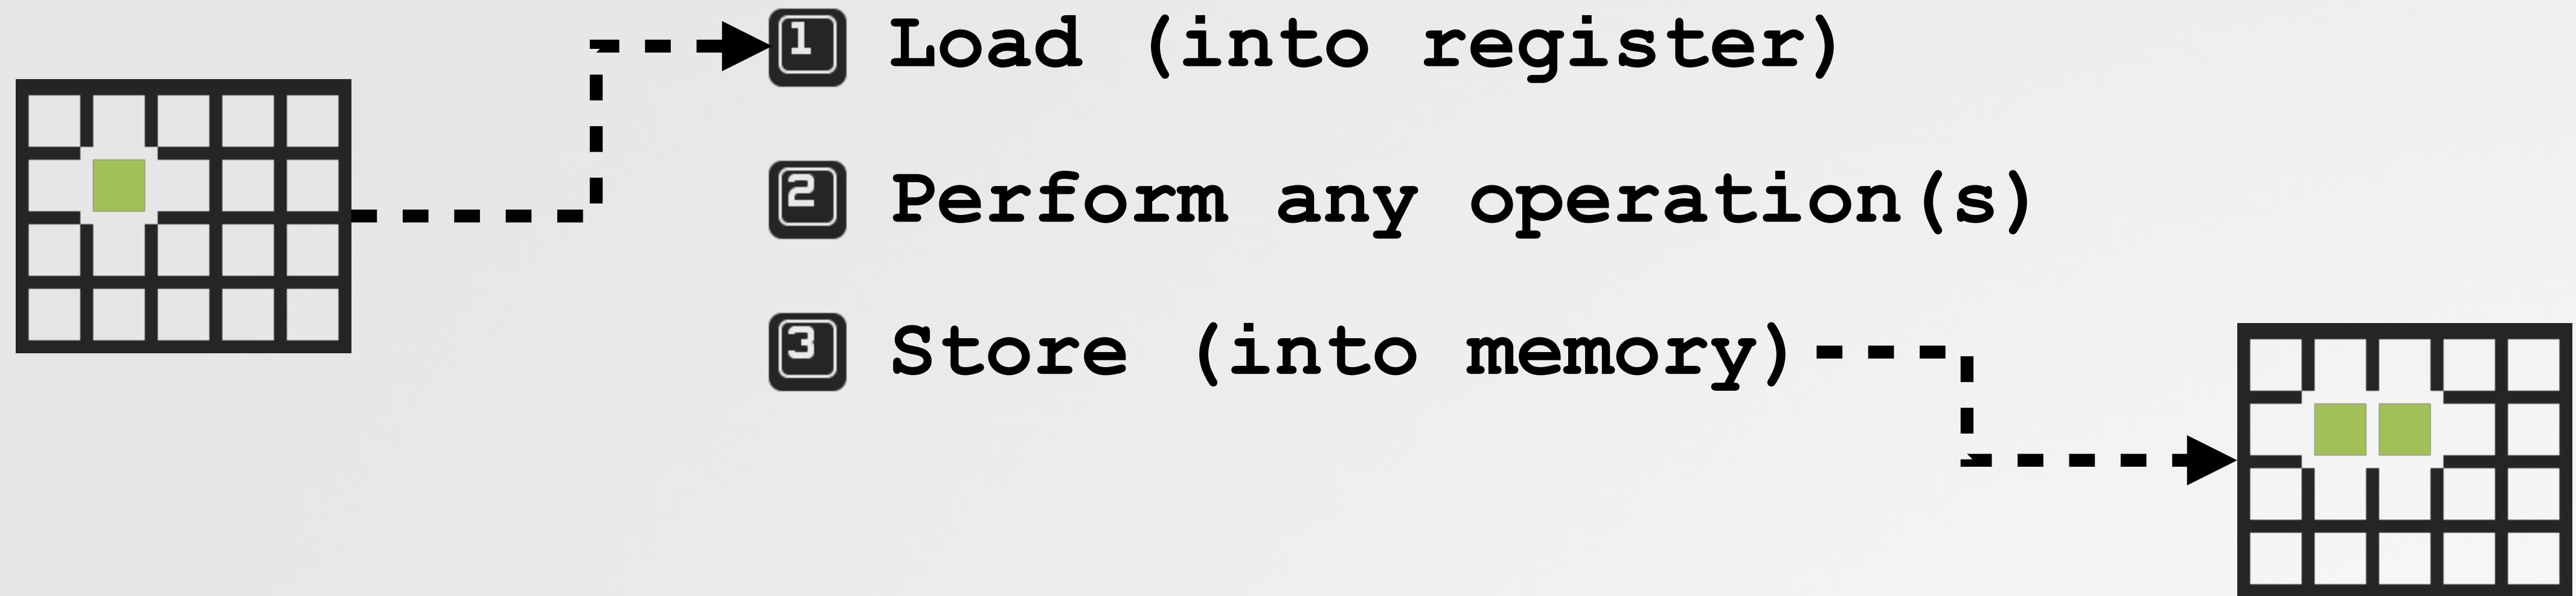 1 Load (into register)
2 Perform any operation(s)
3 Store (into memory)